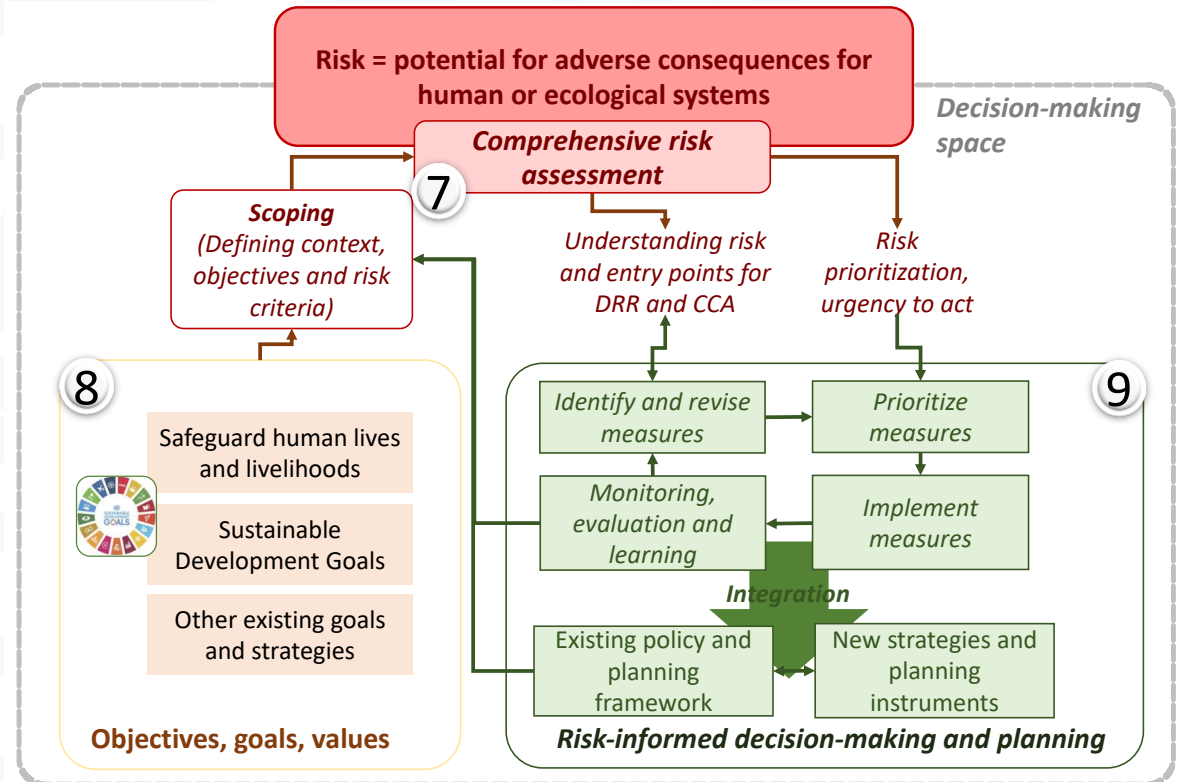 Risk = potential for adverse consequences for
human or ecological systems
Decision-making
space
Comprehensive risk
assessment
7
Scoping
(Defining context,
objectives and risk
criteria)
Understanding risk
and entry points for
DRR and CCA
Risk
prioritization,
urgency to act
8
Safeguard human lives
and livelihoods
SUSTAINABLE
DEVELOPMENT
GOALS
Sustainable
Development Goals
Other existing goals
and strategies
Objectives, goals, values
9
Identify and revise
measures
Prioritize
measures
Monitoring,
evaluation and
learning
Implement
measures
Integration
Existing policy and
planning
framework
New strategies and
planning
instruments
Risk-informed decision-making and planning